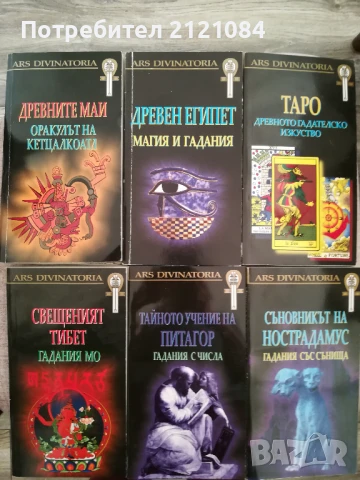 Потребител 2121084
ARS DIVINATORIA
ДРЕВНИТЕ МАИ
ОРАКУЛЪТ НА
КЕТЦАЛКОАТЛ
ARS DIVINATORIA
ДРЕВЕН ЕГИПЕТ
МАГИЯ И ГАДАНИЯ
ARS DIVINATORIA
ТАРО
ДРЕВНОТО ГАДАТЕЛСКО
ИЗКУСТВО
ARS DIVINATORIA
СВЕЩЕНИЯТ
ТИБЕТ
ГАДАНИЯ МО
ARS DIVINATORIA
ТАЙНОТО УЧЕНИЕ НА
ПИТАГОР
ГАДАНИЯ С ЧИСЛА
ARS DIVINATORIA
СЪНОВНИКЪТ НА
НОСТРАДАМУС
ГАДАНИЯ СЪС СЪНИЩА
BAZAR